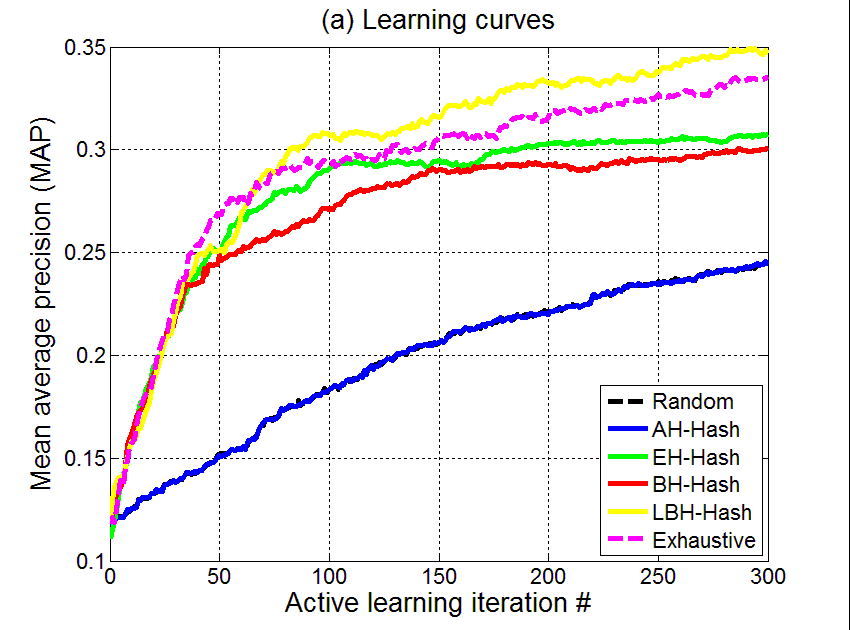 (a) Learning curves
Mean average precision (MAP)
0.35
0.3
0.25
0.2
0.15
0.1
0 50 100 150 200 250 300
Active learning iteration #
Random
AH-Hash
EH-Hash
BH-Hash
LBH-Hash
Exhaustive